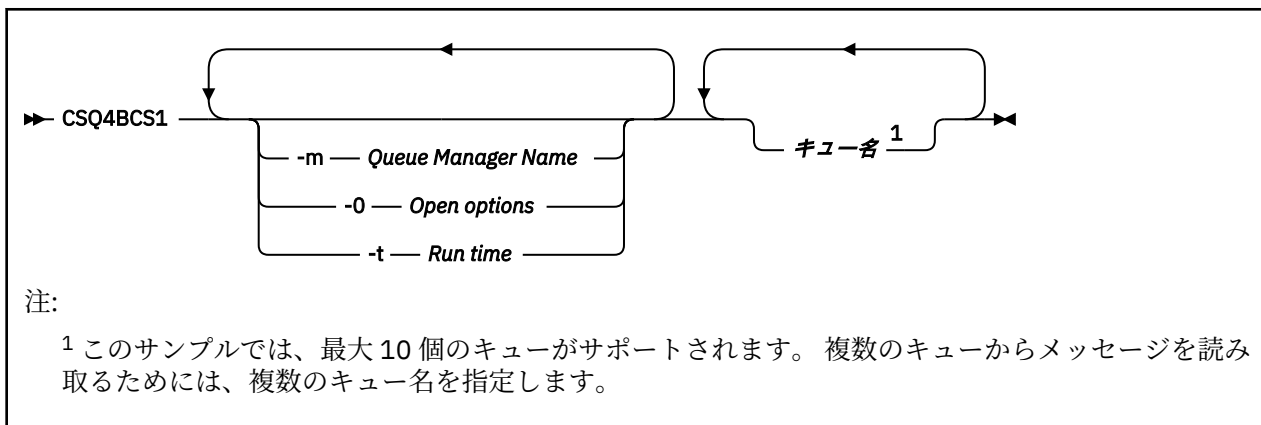 CSQ4BCS1
-m Queue Manager Name
-O Open options
-t Run time
キュー名 1
注:
1 このサンプルでは、最大 10 個のキューがサポートされます。 複数のキューからメッセージを読み
取るためには、複数のキュー名を指定します。